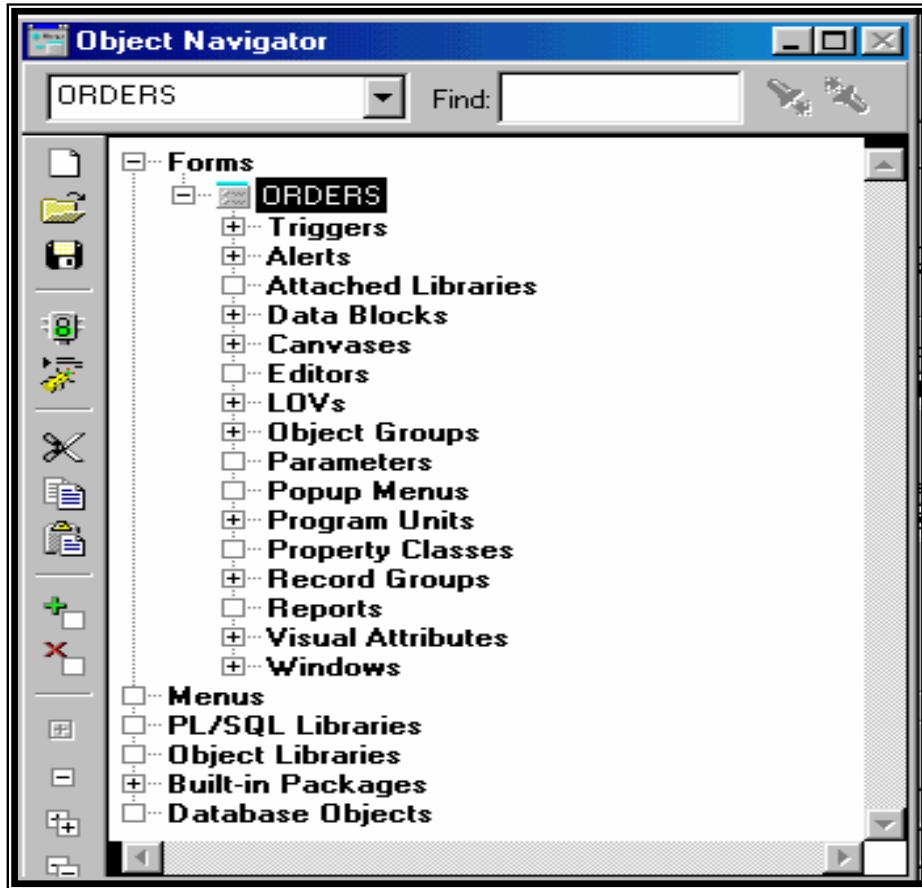 Object Navigator
ORDERS Find:
Forms
ORDERS
Triggers
Alerts
Attached Libraries
Data Blocks
Canvases
Editors
LOVs
Object Groups
Parameters
Popup Menus
Program Units
Property Classes
Record Groups
Reports
Visual Attributes
Windows
Menus
PL/SQL Libraries
Object Libraries
Built-in Packages
Database Objects